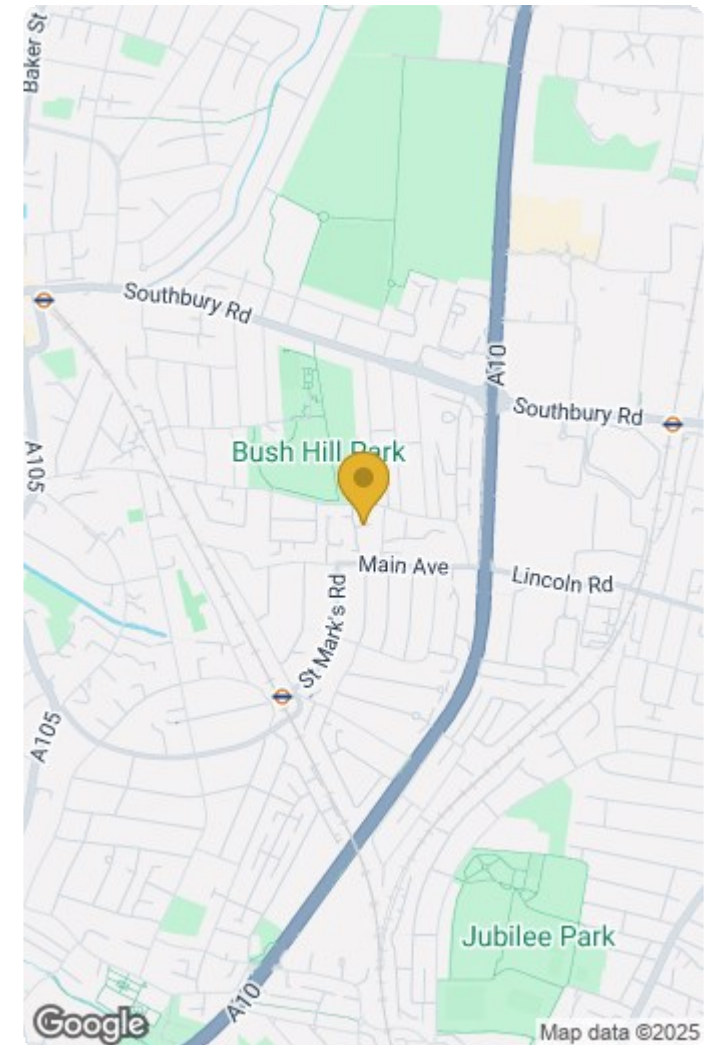 Baker St
Southbury Rd
A10
Southbury Rd
A105
Bush Hill Park
Main Ave
Lincoln Rd
St Mark's Rd
A105
Jubilee Park
A10
Google
Map data ©2025